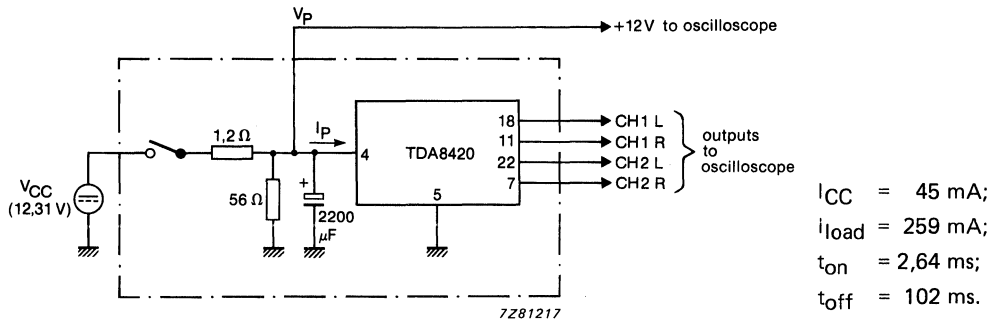 V_P
+12V to oscilloscope
1,2 Ω
I_P
4
TDA8420
18
11
22
7
5
CH1 L
CH1 R
CH2 L
CH2 R
outputs
to
oscilloscope
V_CC
(12,31 V)
56 Ω
+
2200
μF
7Z81217
I_CC = 45 mA;
i_load = 259 mA;
t_on = 2,64 ms;
t_off = 102 ms.